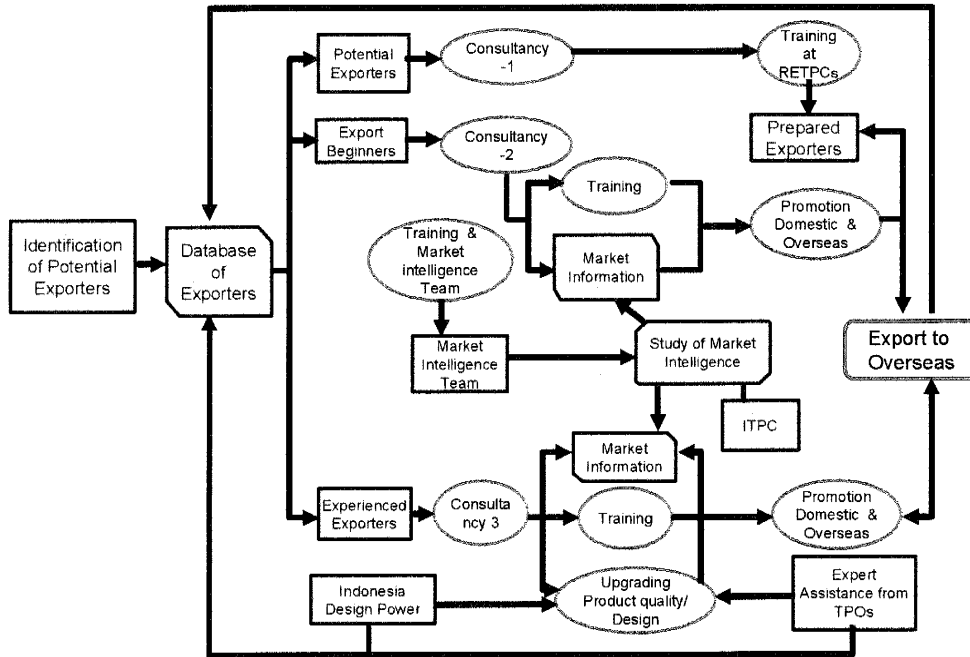 Potential
Exporters
Consultancy
-1
Training
at
RETPCs
Export
Beginners
Consultancy
-2
Prepared
Exporters
Training
Identification
of Potential
Exporters
Database
of
Exporters
Training &
Market
intelligence
Team
Market
Information
Promotion
Domestic &
Overseas
Market
Intelligence
Team
Study of Market
Intelligence
Export to
Overseas
ITPC
Market
Information
Experienced
Exporters
Consulta
ncy 3
Training
Promotion
Domestic &
Overseas
Indonesia
Design Power
Upgrading
Product quality/
Design
Expert
Assistance from
TPOs